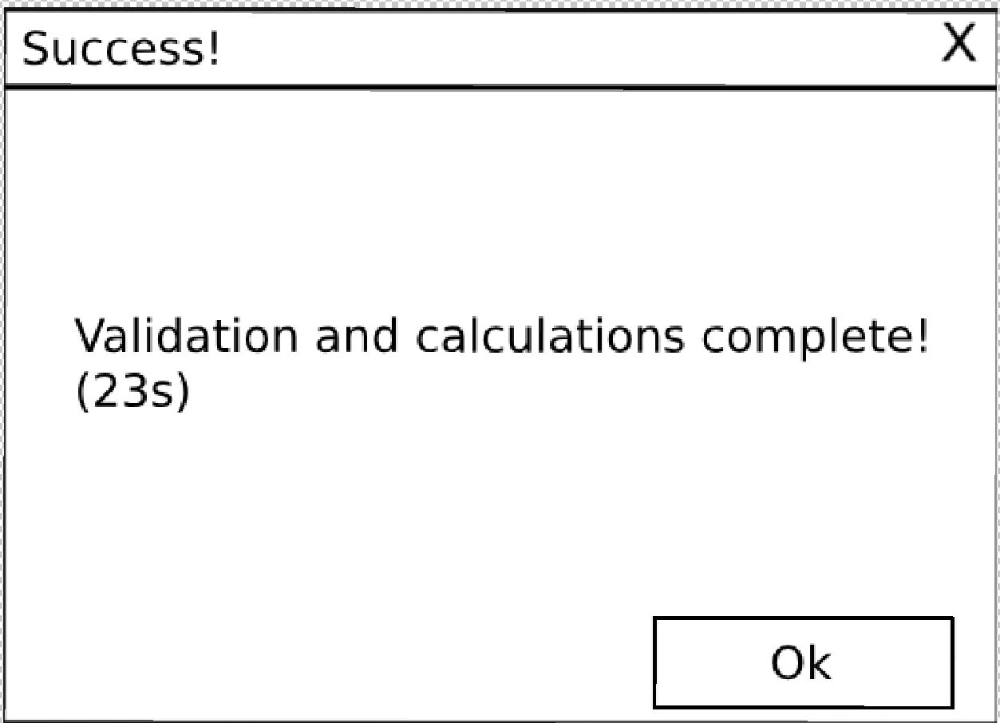 Success!
X
Validation and calculations complete!
(23s)
Ok